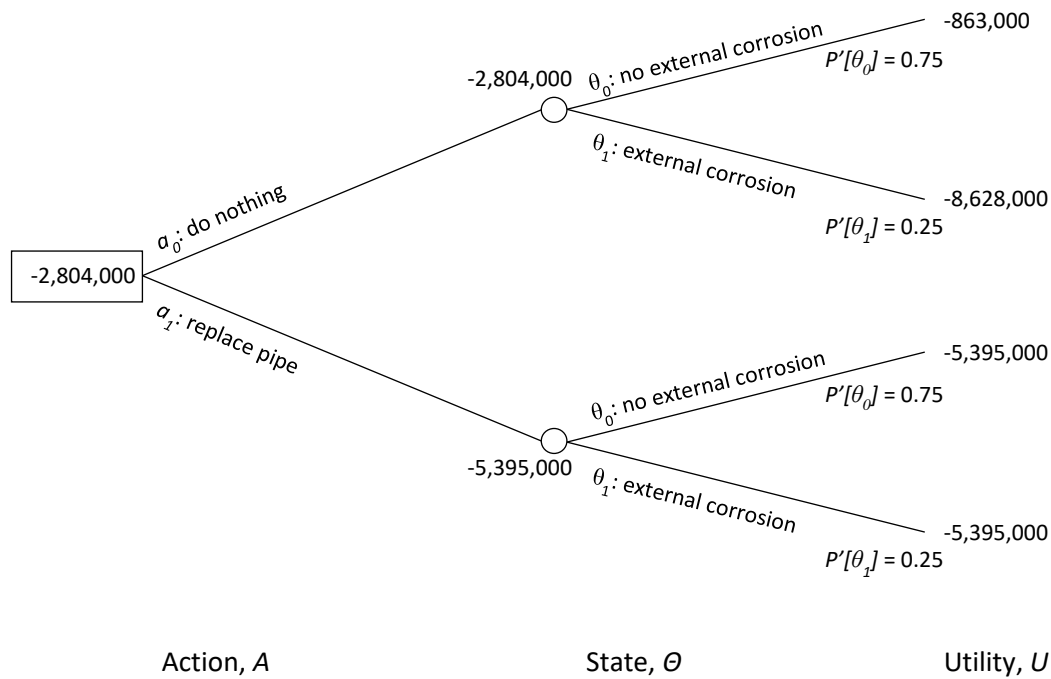 -863,000
θ0: no external corrosion
P'[θ0] = 0.75
-2,804,000
θ1: external corrosion
-8,628,000
P'[θ1] = 0.25
a0: do nothing
-2,804,000
a1: replace pipe
-5,395,000
θ0: no external corrosion
P'[θ0] = 0.75
-5,395,000
θ1: external corrosion
-5,395,000
P'[θ1] = 0.25
Action, A
State, Θ
Utility, U